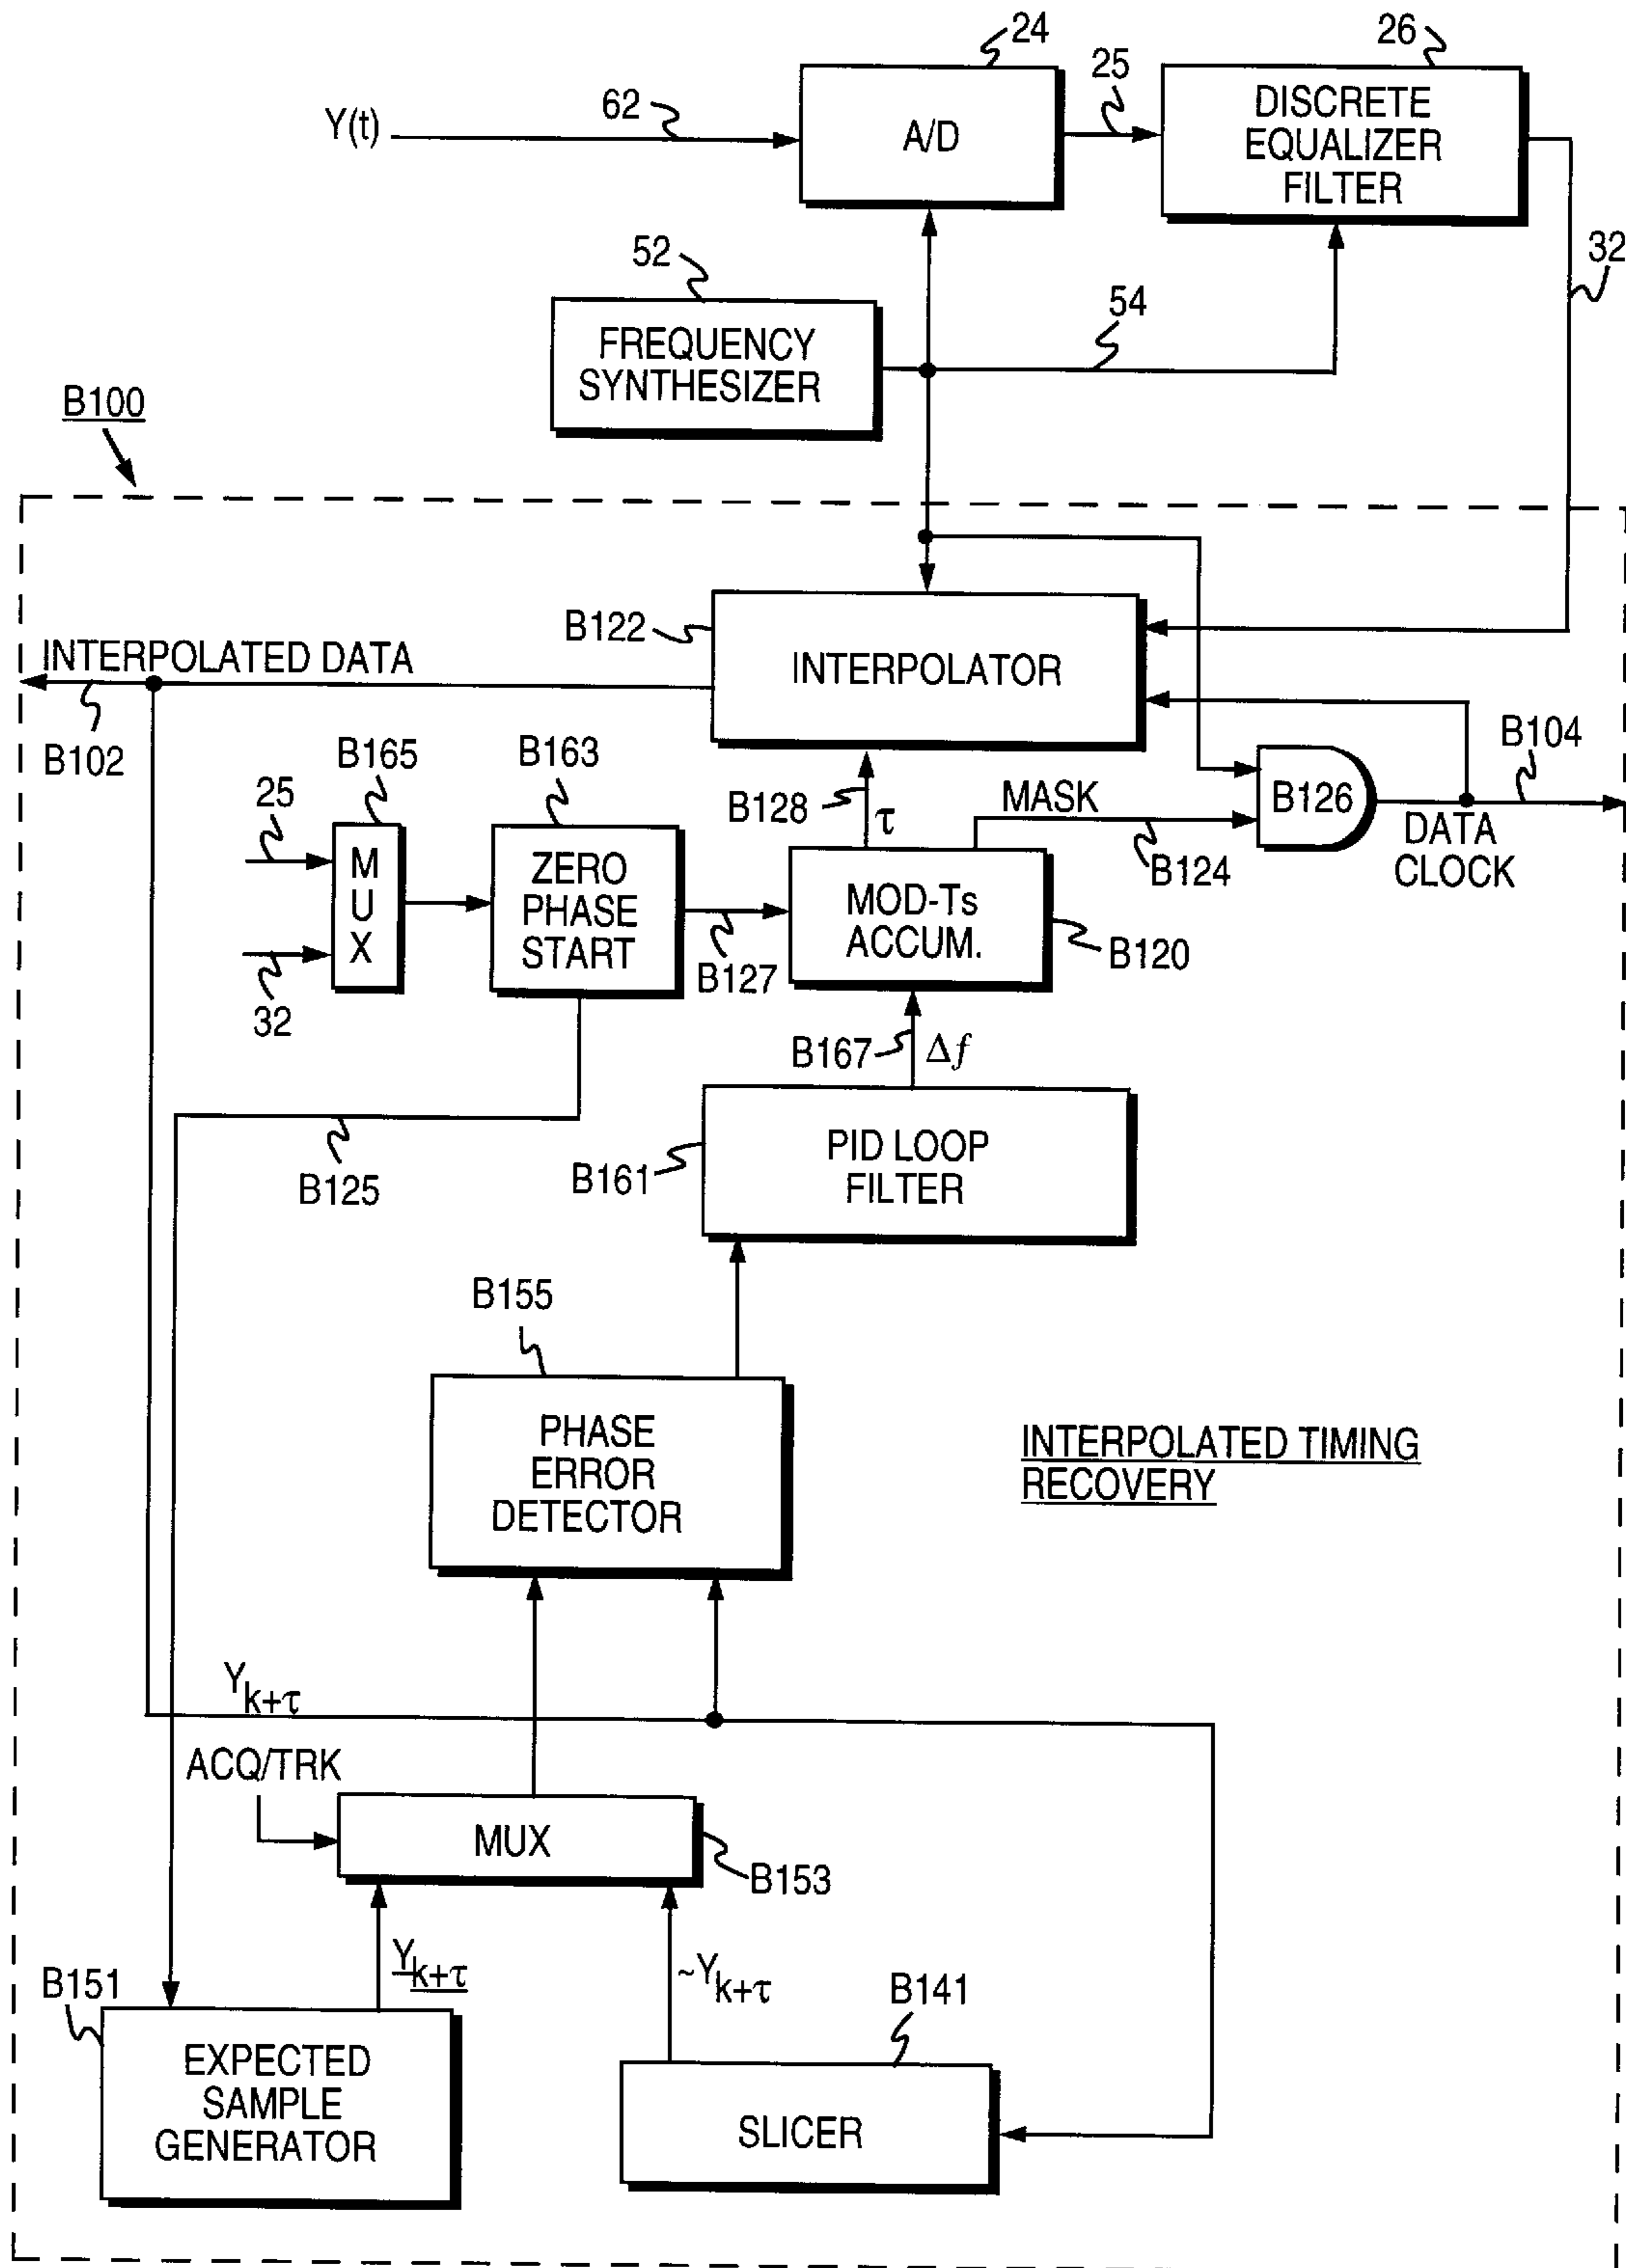 24
25
26
Y(t)
62
A/D
DISCRETE
EQUALIZER
FILTER
52
54
32
FREQUENCY
SYNTHESIZER
B100
B122
INTERPOLATED DATA
INTERPOLATOR
B102
B165
B163
B128
τ
MASK
B126
B104
25
M
U
X
ZERO
PHASE
START
MOD-Ts
ACCUM.
B124
DATA
CLOCK
32
B127
B120
B167
Δf
B125
B161
PID LOOP
FILTER
B155
PHASE
ERROR
DETECTOR
INTERPOLATED TIMING
RECOVERY
Yk+τ
ACQ/TRK
MUX
B153
B151
Yk+τ
~Yk+τ
B141
EXPECTED
SAMPLE
GENERATOR
SLICER